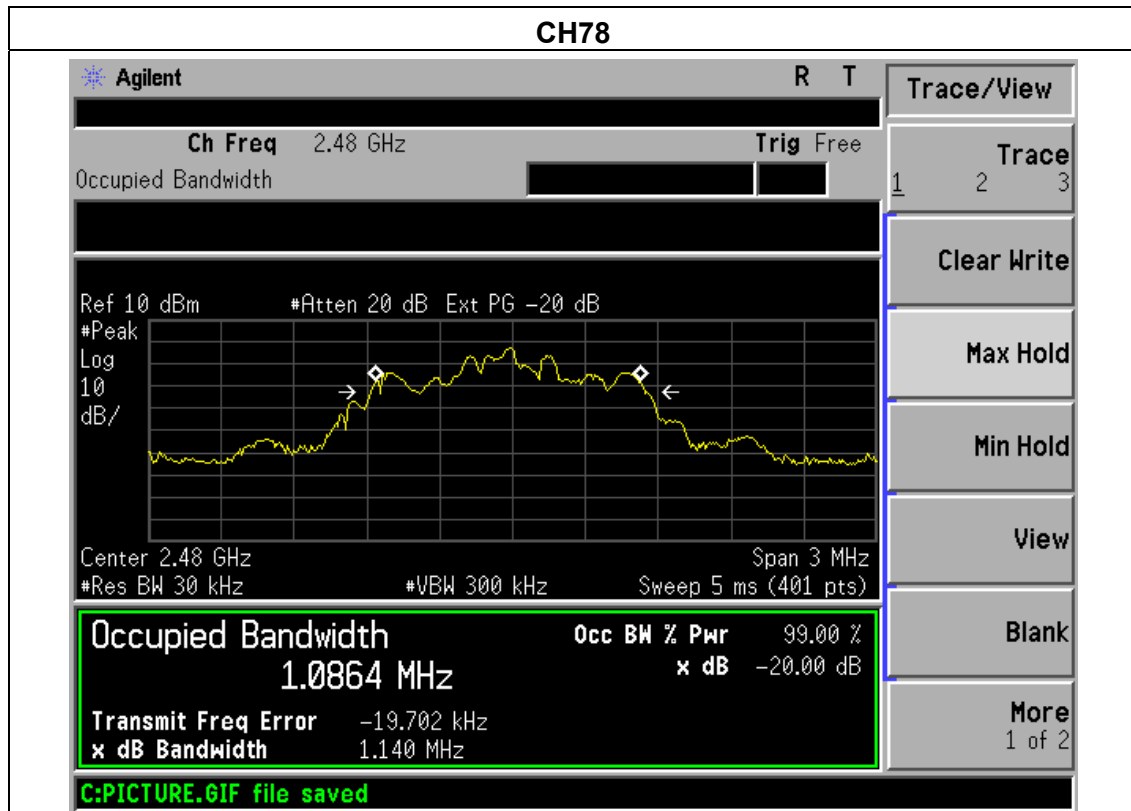 CH78
Agilent R T
Trace/View
Ch Freq 2.48 GHz Trig Free
Occupied Bandwidth
Trace
1 2 3
Clear Write
Max Hold
Min Hold
View
Blank
More
1 of 2
Ref 10 dBm #Atten 20 dB Ext PG -20 dB
#Peak
Log
10
dB/
Center 2.48 GHz Span 3 MHz
#Res BW 30 kHz #VBW 300 kHz Sweep 5 ms (401 pts)
Occupied Bandwidth Occ BW % Pwr 99.00 %
1.0864 MHz x dB -20.00 dB
Transmit Freq Error -19.702 kHz
x dB Bandwidth 1.140 MHz
C:PICTURE.GIF file saved